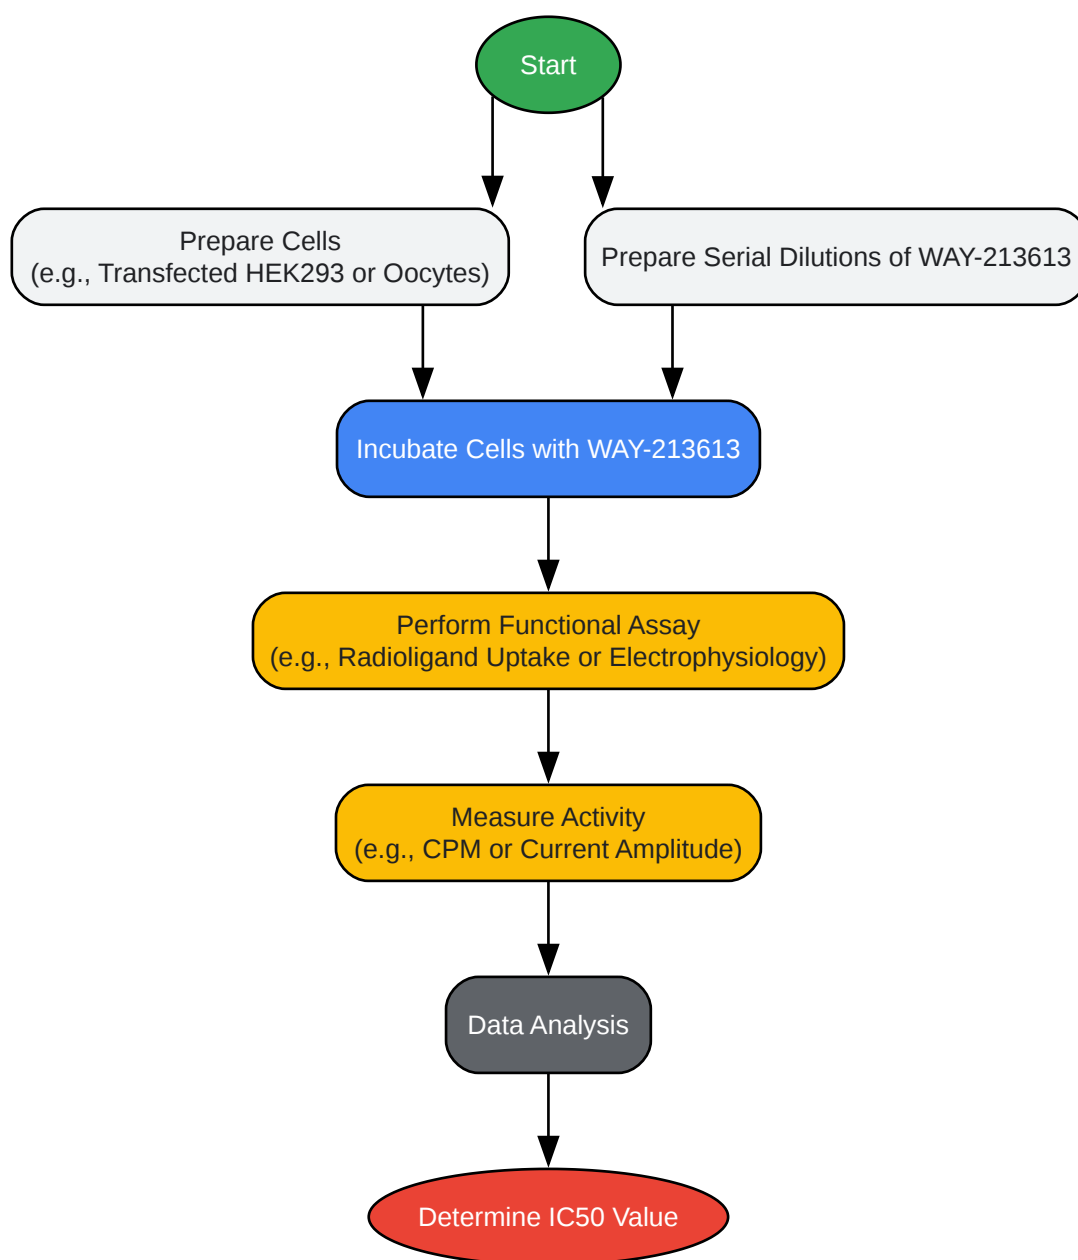 Start
Prepare Cells
(e.g., Transfected HEK293 or Oocytes)
Prepare Serial Dilutions of WAY-213613
Incubate Cells with WAY-213613
Perform Functional Assay
(e.g., Radioligand Uptake or Electrophysiology)
Measure Activity
(e.g., CPM or Current Amplitude)
Data Analysis
Determine IC50 Value